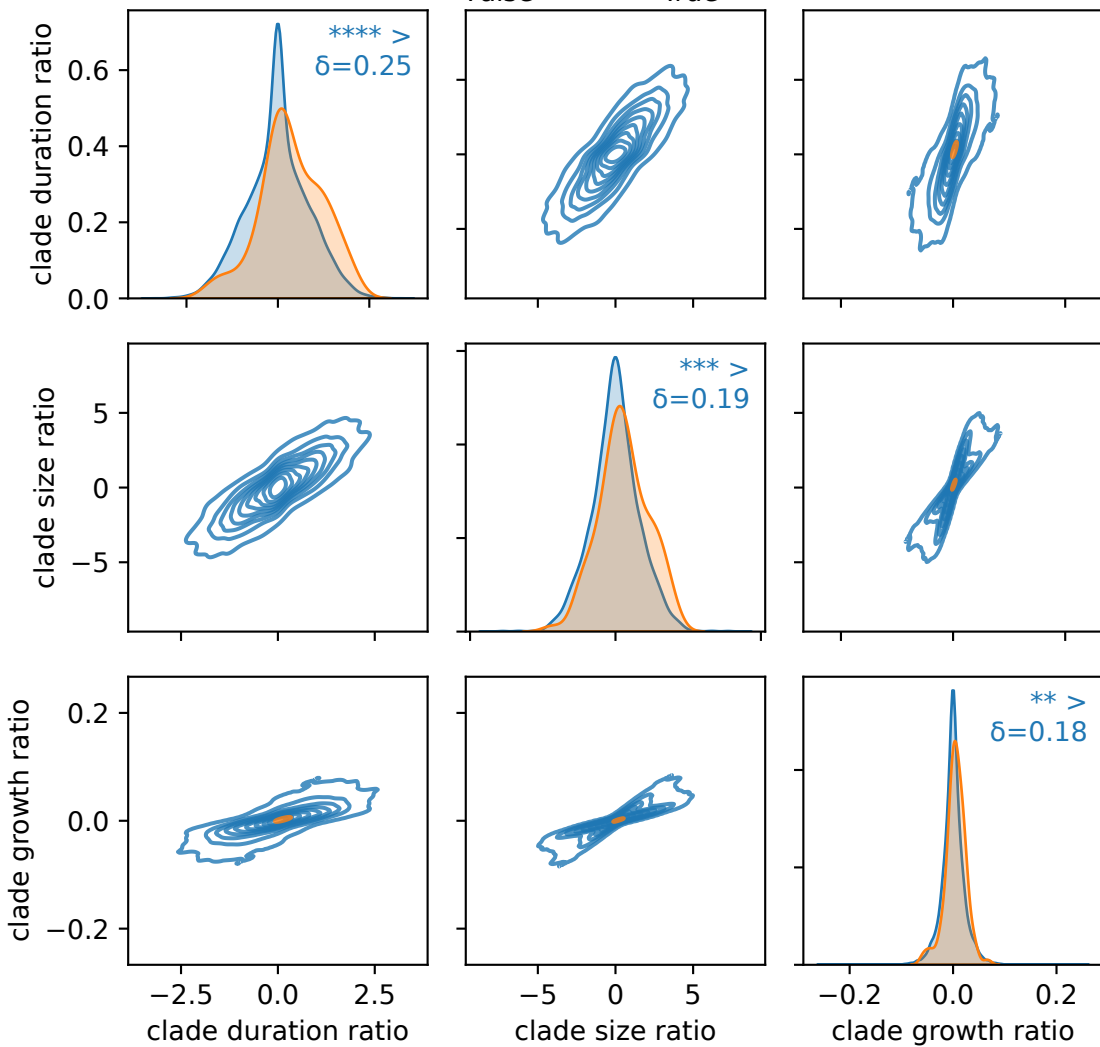 clade duration ratio
0.6
0.4
0.2
0.0
**** >
δ=0.25
clade size ratio
5
0
−5
*** >
δ=0.19
clade growth ratio
0.2
0.0
−0.2
** >
δ=0.18
−2.5 0.0 2.5
clade duration ratio
−5 0 5
clade size ratio
−0.2 0.0 0.2
clade growth ratio